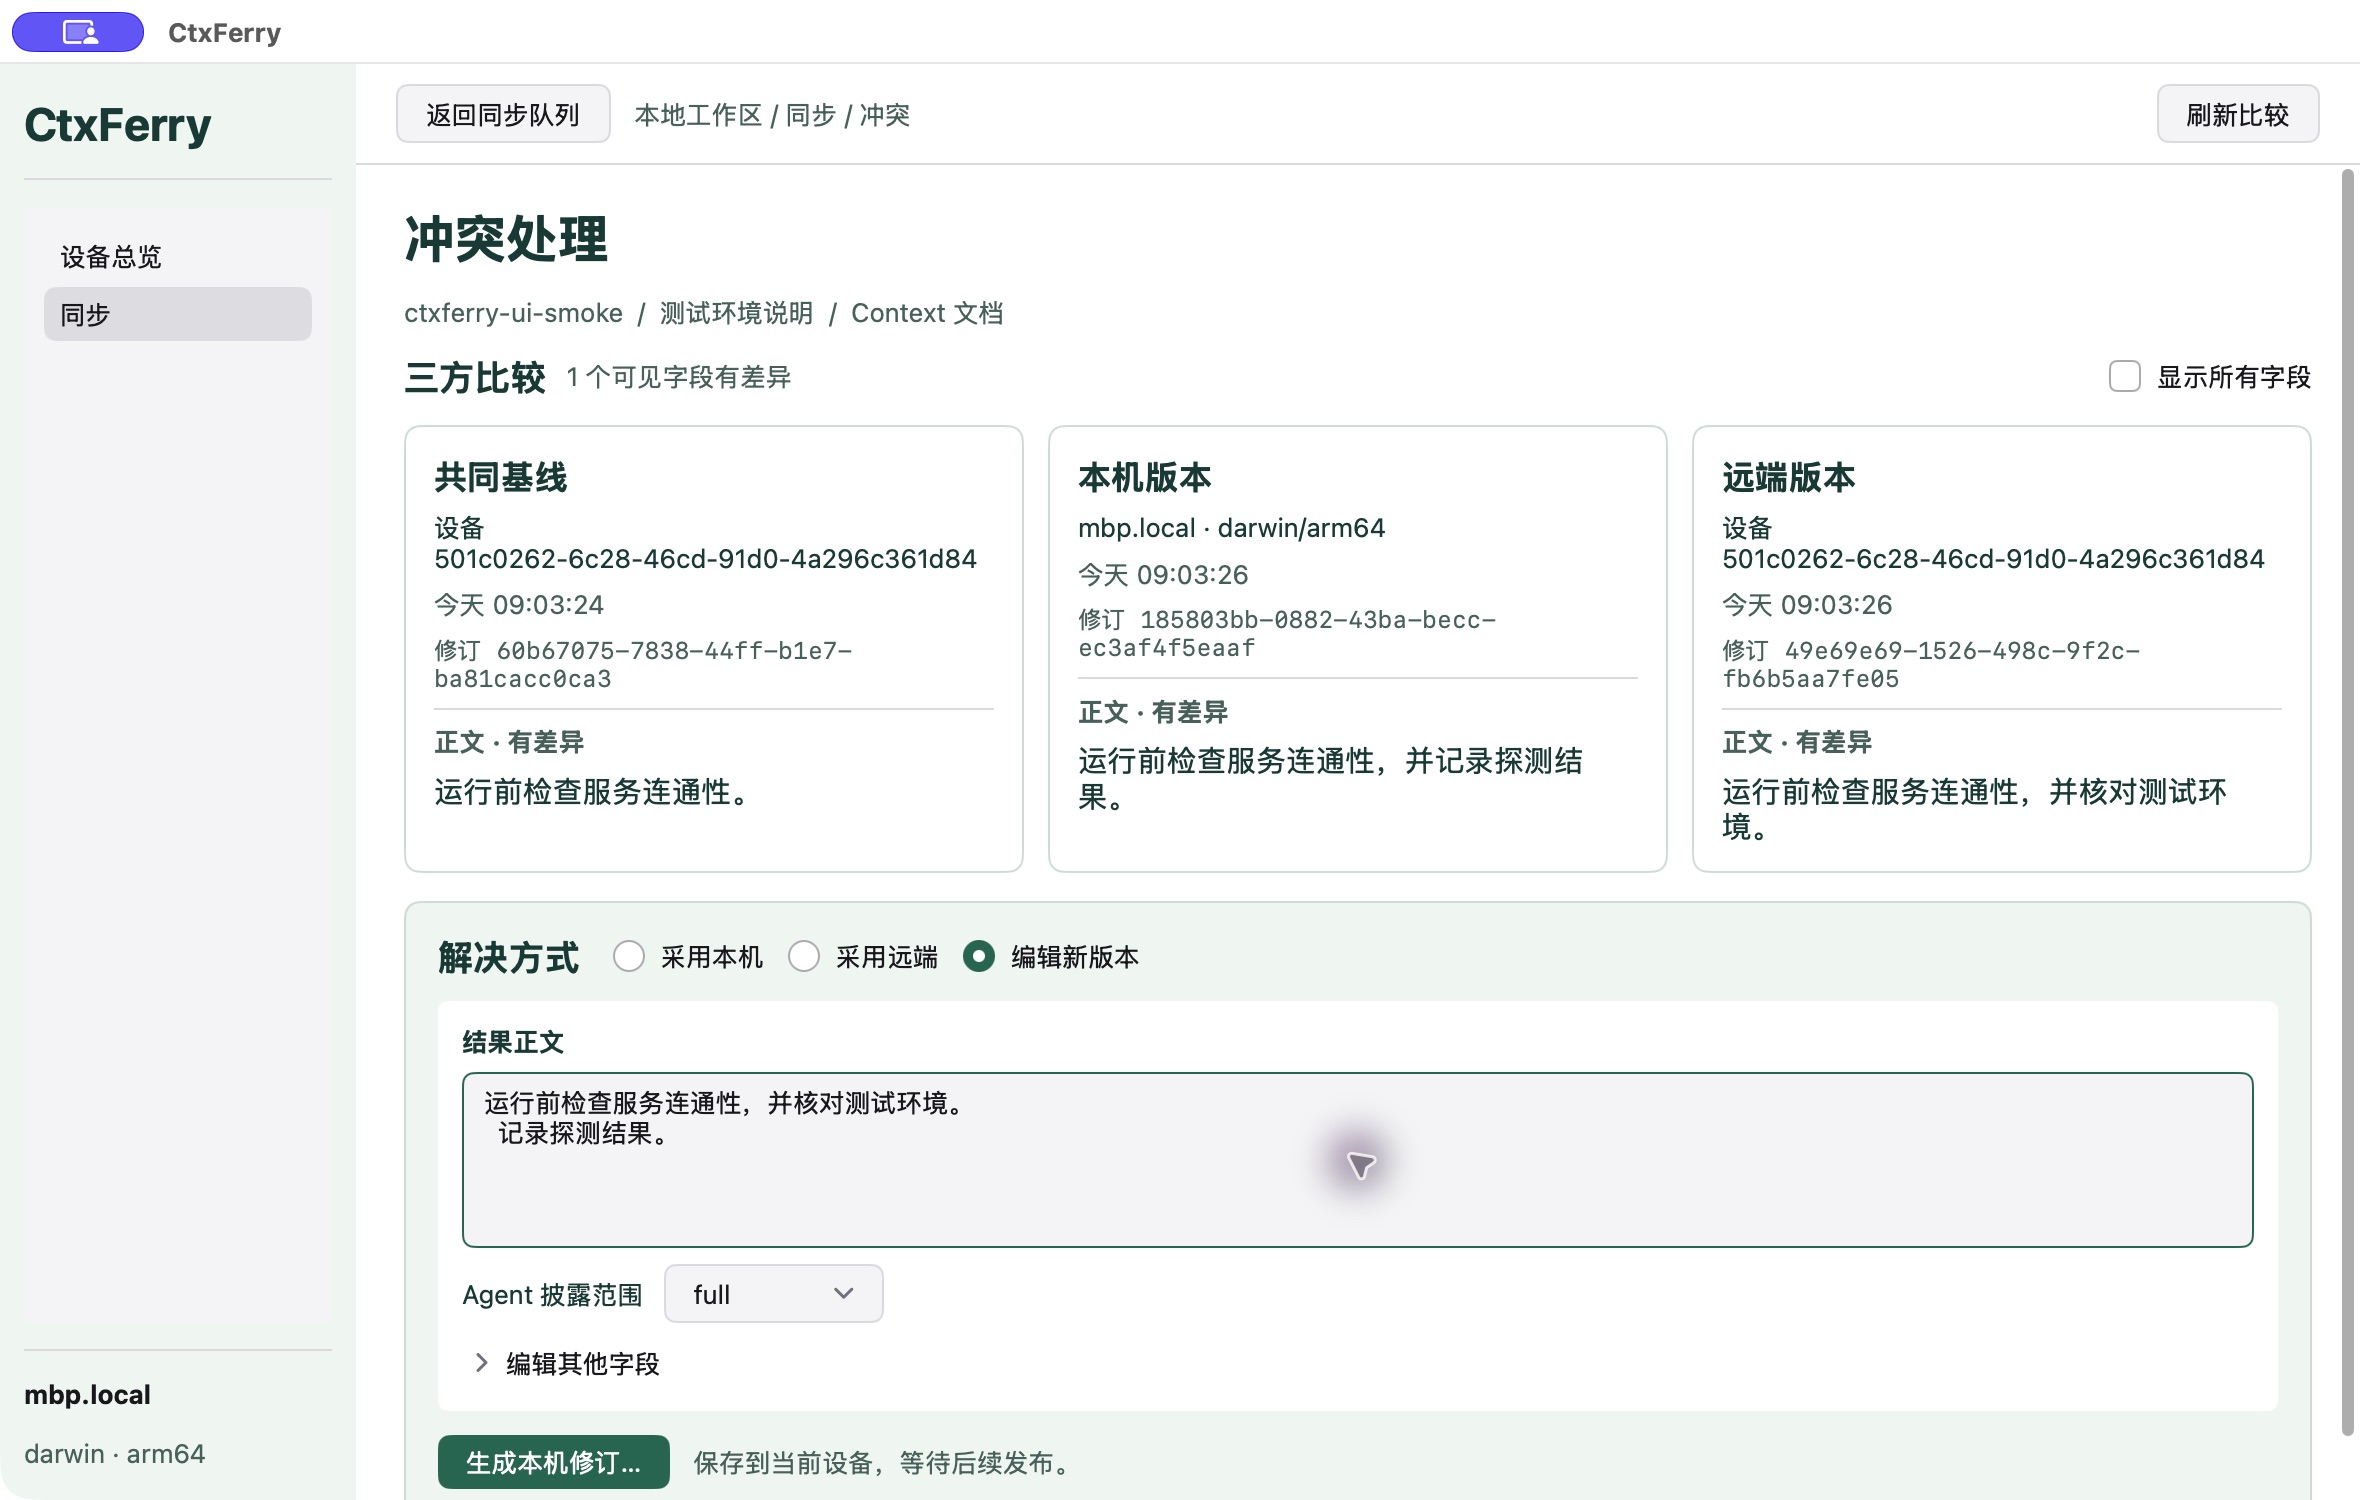 CtxFerry
CtxFerry
设备总览
同步
mbp.local
darwin · arm64
返回同步队列
本地工作区 / 同步 / 冲突
刷新比较
冲突处理
ctxferry-ui-smoke / 测试环境说明 / Context 文档
三方比较 1 个可见字段有差异
显示所有字段
共同基线
设备
501c0262-6c28-46cd-91d0-4a296c361d84
今天 09:03:24
修订 60b67075-7838-44ff-b1e7-
ba81cacc0ca3
正文 · 有差异
运行前检查服务连通性。
本机版本
mbp.local · darwin/arm64
今天 09:03:26
修订 185803bb-0882-43ba-becc-
ec3af4f5eaaf
正文 · 有差异
运行前检查服务连通性，并记录探测结
果。
远端版本
设备
501c0262-6c28-46cd-91d0-4a296c361d84
今天 09:03:26
修订 49e69e69-1526-498c-9f2c-
fb6b5aa7fe05
正文 · 有差异
运行前检查服务连通性，并核对测试环
境。
解决方式 采用本机 采用远端 编辑新版本
结果正文
运行前检查服务连通性，并核对测试环境。
记录探测结果。
Agent 披露范围 full
编辑其他字段
生成本机修订... 保存到当前设备，等待后续发布。